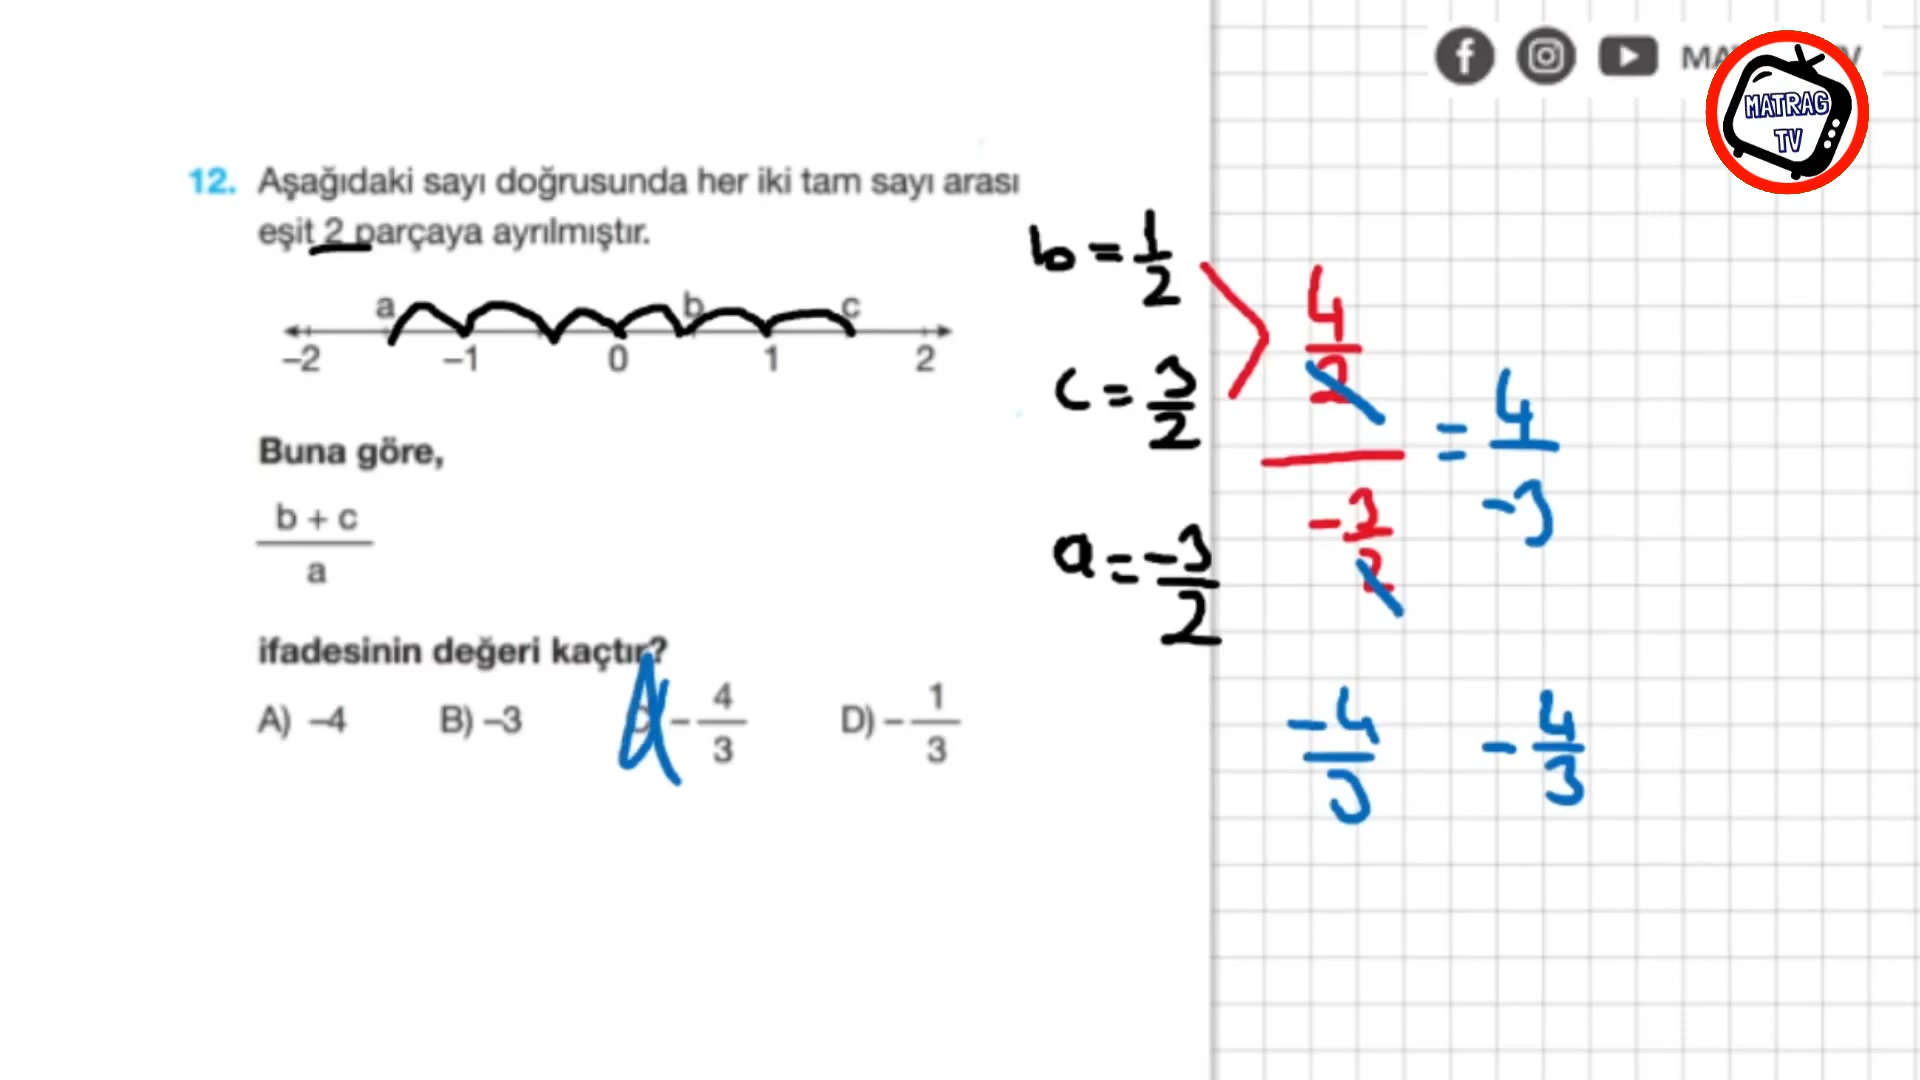 MATRAG
TV
12. Aşağıdaki sayı doğrusunda her iki tam sayı arası
eşit 2 parçaya ayrılmıştır.
a b c
–2 –1 0 1 2
Buna göre,
b + c
a
ifadesinin değeri kaçtır?
A) –4 B) –3 C) – 4/3 D) – 1/3
b = 1/2
c = 3/2
a = -3/2
4/2
-3/2
= 4/-3
-4/3 - 4/3